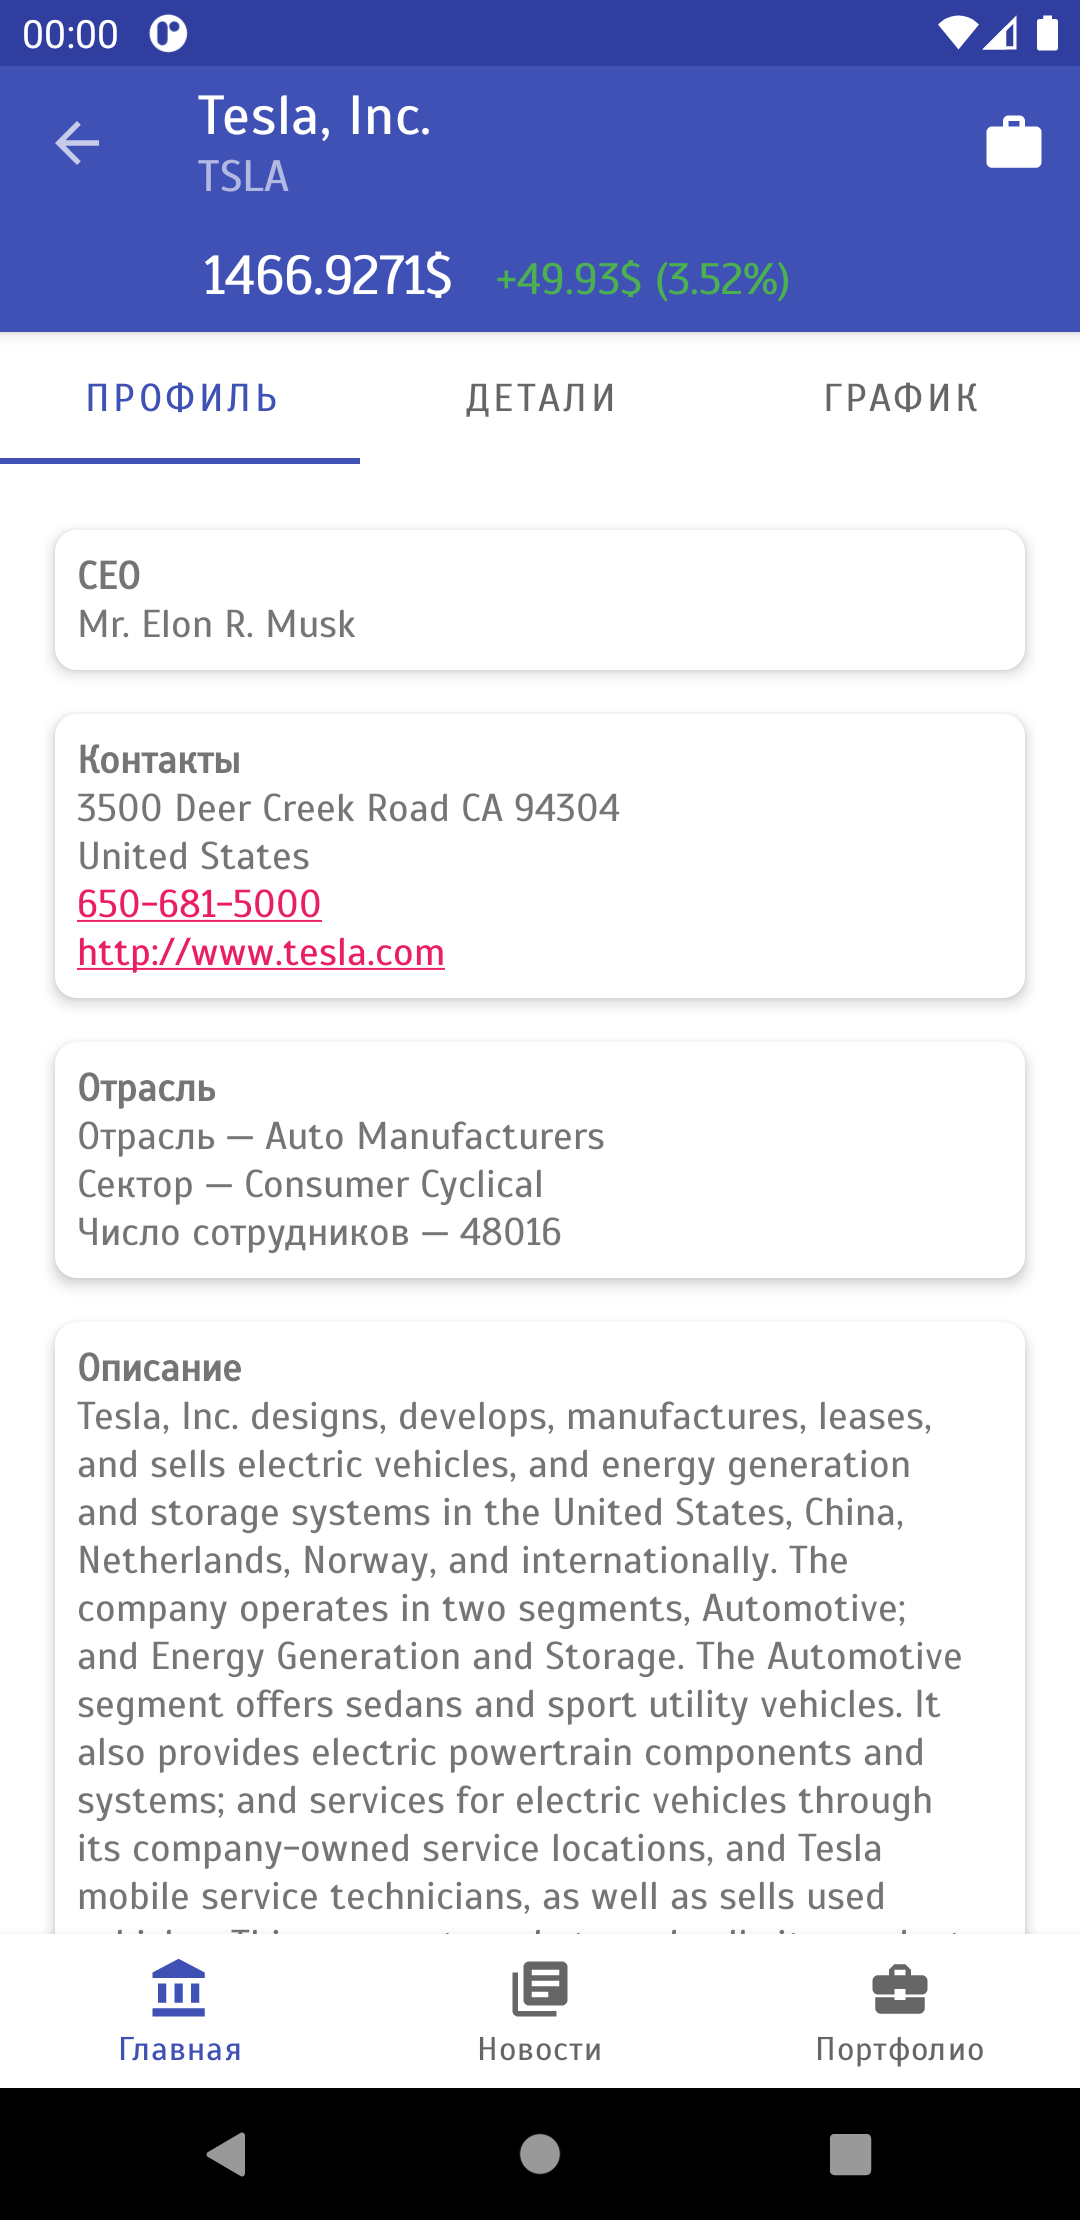 00:00
Tesla, Inc.
TSLA
1466.9271$ +49.93$ (3.52%)
ПРОФИЛЬ ДЕТАЛИ ГРАФИК
CEO
Mr. Elon R. Musk
Контакты
3500 Deer Creek Road CA 94304
United States
650-681-5000
http://www.tesla.com
Отрасль
Отрасль — Auto Manufacturers
Сектор — Consumer Cyclical
Число сотрудников — 48016
Описание
Tesla, Inc. designs, develops, manufactures, leases,
and sells electric vehicles, and energy generation
and storage systems in the United States, China,
Netherlands, Norway, and internationally. The
company operates in two segments, Automotive;
and Energy Generation and Storage. The Automotive
segment offers sedans and sport utility vehicles. It
also provides electric powertrain components and
systems; and services for electric vehicles through
its company-owned service locations, and Tesla
mobile service technicians, as well as sells used
Главная Новости Портфолио